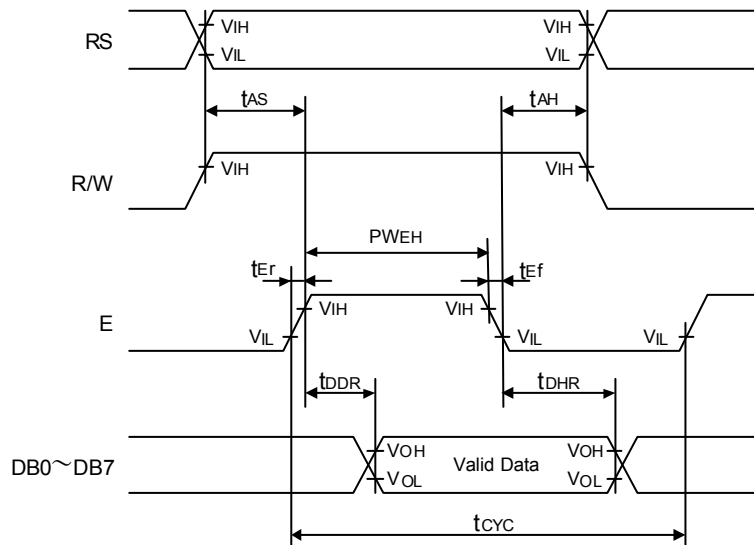 RS VIH VIH
VIL VIL
tAS tAH
R/W VIH VIH
PWEH
tEr tEf
E VIH VIH
VIL VIL VIL
tDDR tDHR
DB0～DB7 VOH Valid Data VOH
VOL VOL
tCYC